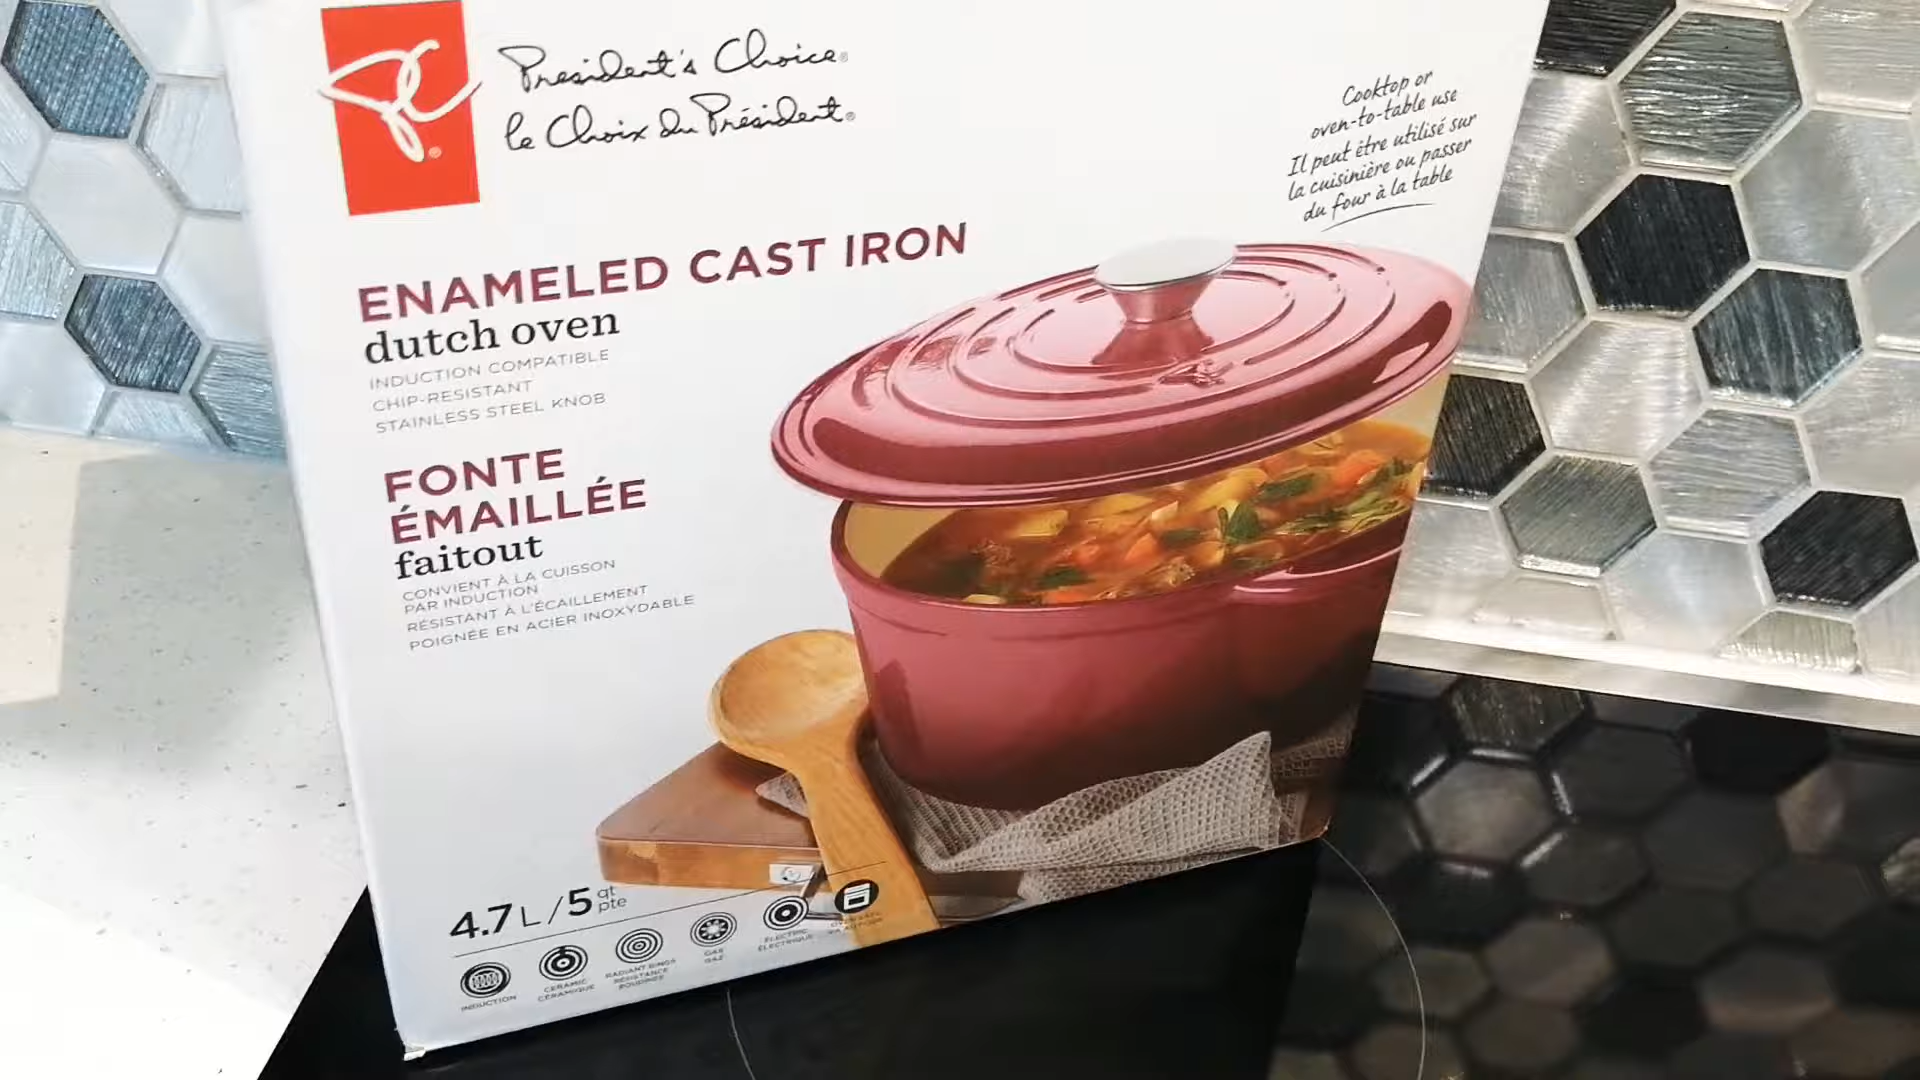 President's Choice®
le Choix du Président®
Cooktop or
oven-to-table use
Il peut être utilisé sur
la cuisinière ou passer
du four à la table
ENAMELED CAST IRON
dutch oven
INDUCTION COMPATIBLE
CHIP-RESISTANT
STAINLESS STEEL KNOB
FONTE
ÉMAILLÉE
faitout
CONVIENT À LA CUISSON
PAR INDUCTION
RÉSISTANT À L'ÉCAILLEMENT
POIGNÉE EN ACIER INOXYDABLE
4.7 L / 5 qt
pte
INDUCTION
CERAMIC
CÉRAMIQUE
RADIANT RINGS
RÉSISTANCE
GAS
GAZ
ELECTRIC
ÉLECTRIQUE